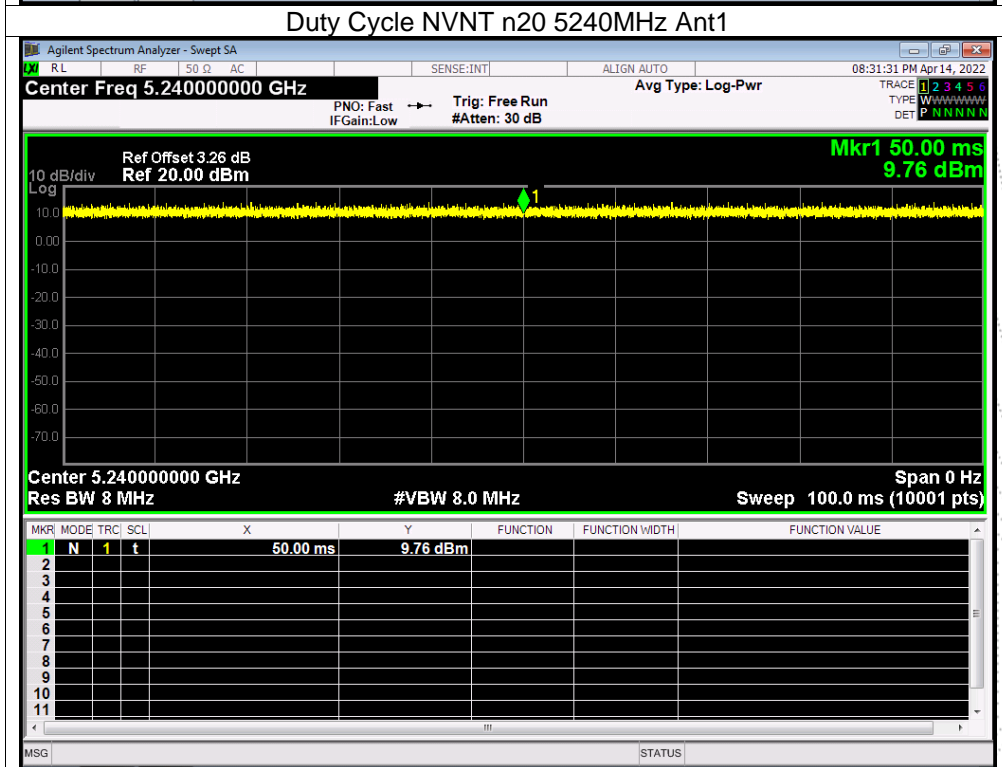 Duty Cycle NVNT n20 5240MHz Ant1
Agilent Spectrum Analyzer - Swept SA
LXI RL RF 50 Ω AC SENSE:INT ALIGN AUTO 08:31:31 PM Apr 14, 2022
Center Freq 5.240000000 GHz Avg Type: Log-Pwr TRACE 1 2 3 4 5 6
PNO: Fast Trig: Free Run TYPE WWWWWW
IFGain:Low #Atten: 30 dB DET P N N N N N
Mkr1 50.00 ms
Ref Offset 3.26 dB
10 dB/div Ref 20.00 dBm 9.76 dBm
Log
1
10.0
0.00
-10.0
-20.0
-30.0
-40.0
-50.0
-60.0
-70.0
Center 5.240000000 GHz Span 0 Hz
Res BW 8 MHz #VBW 8.0 MHz Sweep 100.0 ms (10001 pts)
MKR MODE TRC SCL X Y FUNCTION FUNCTION WIDTH FUNCTION VALUE
1 N 1 t 50.00 ms 9.76 dBm
2
3
4
5
6
7
8
9
10
11
MSG STATUS